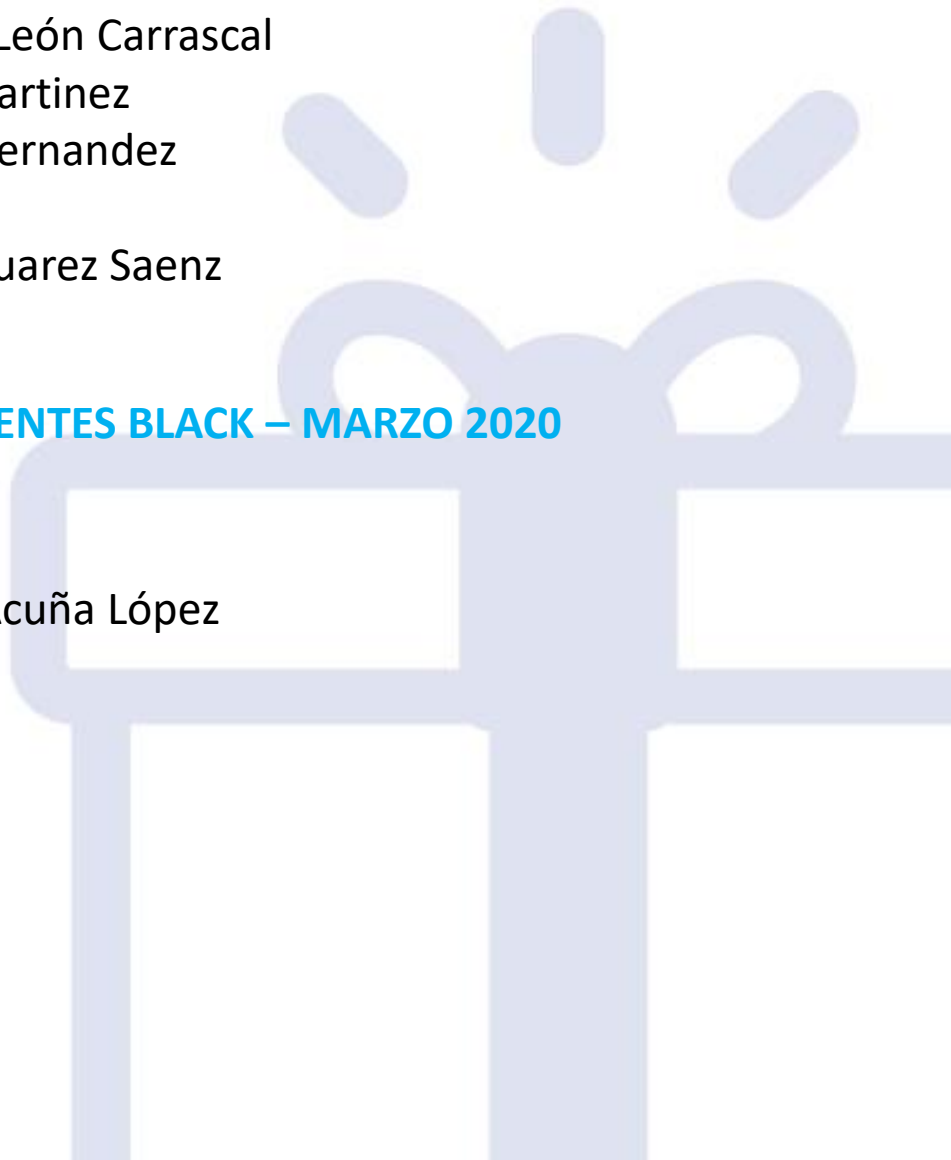 León Carrascal
artinez
ernandez
uarez Saenz
ENTES BLACK – MARZO 2020
cuña López